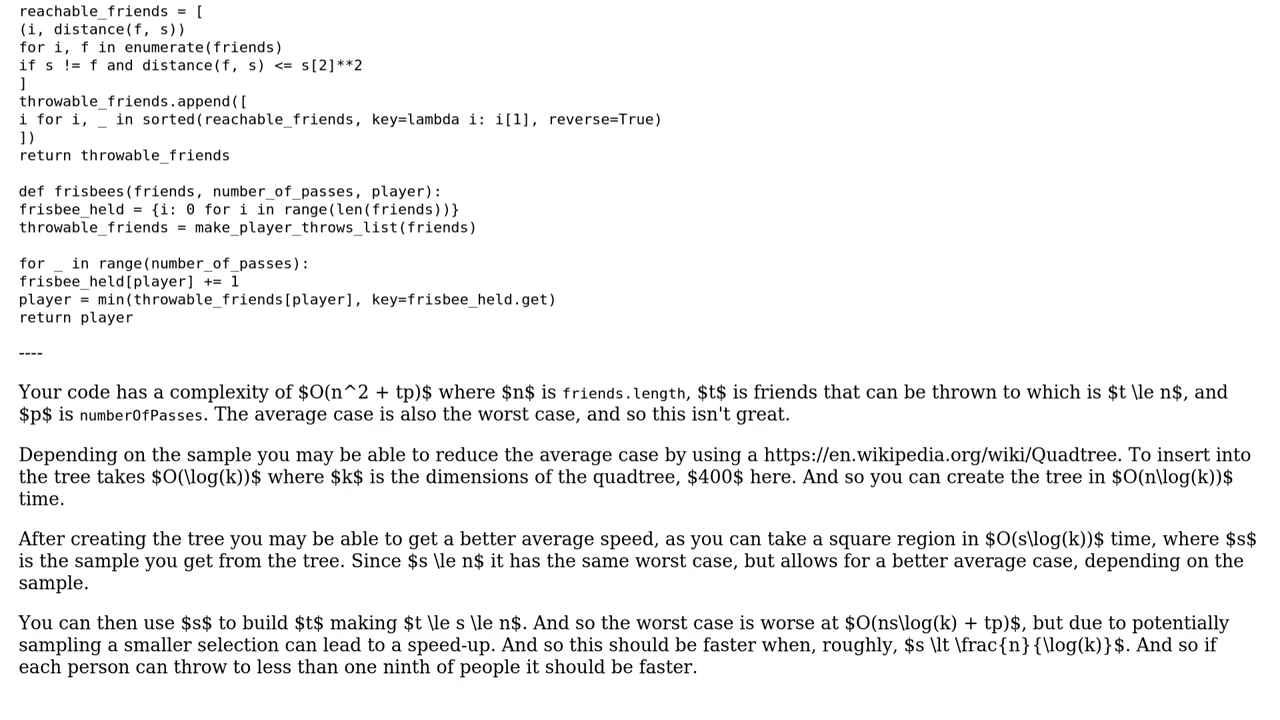 reachable_friends = [
(i, distance(f, s))
for i, f in enumerate(friends)
if s != f and distance(f, s) <= s[2]**2
]
throwable_friends.append([
i for i, _ in sorted(reachable_friends, key=lambda i: i[1], reverse=True)
])
return throwable_friends
def frisbees(friends, number_of_passes, player):
frisbee_held = {i: 0 for i in range(len(friends))}
throwable_friends = make_player_throws_list(friends)
for _ in range(number_of_passes):
frisbee_held[player] += 1
player = min(throwable_friends[player], key=frisbee_held.get)
return player
----
Your code has a complexity of $O(n^2 + tp)$ where $n$ is friends.length, $t$ is friends that can be thrown to which is $t \le n$, and
$p$ is numberOfPasses. The average case is also the worst case, and so this isn't great.
Depending on the sample you may be able to reduce the average case by using a https://en.wikipedia.org/wiki/Quadtree. To insert into
the tree takes $O(\log(k))$ where $k$ is the dimensions of the quadtree, $400$ here. And so you can create the tree in $O(n\log(k))$
time.
After creating the tree you may be able to get a better average speed, as you can take a square region in $O(s\log(k))$ time, where $s$
is the sample you get from the tree. Since $s \le n$ it has the same worst case, but allows for a better average case, depending on the
sample.
You can then use $s$ to build $t$ making $t \le s \le n$. And so the worst case is worse at $O(ns\log(k) + tp)$, but due to potentially
sampling a smaller selection can lead to a speed-up. And so this should be faster when, roughly, $s \lt \frac{n}{\log(k)}$. And so if
each person can throw to less than one ninth of people it should be faster.